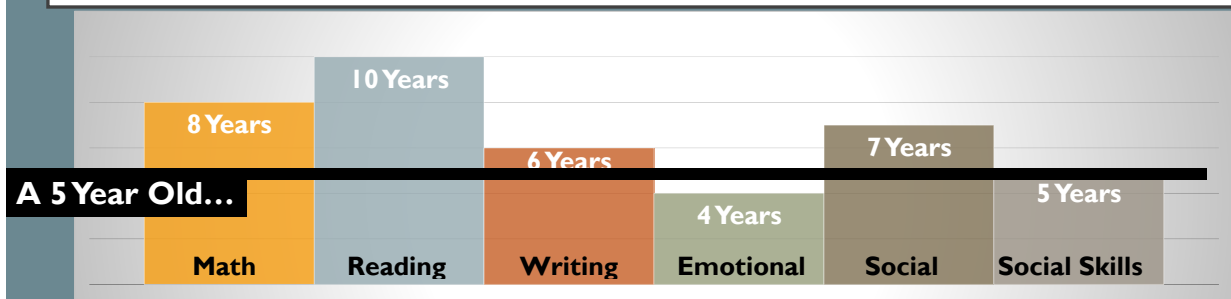 10 Years
8 Years
7 Years
6 Years
A 5 Year Old...
5 Years
4 Years
Math
Reading
Writing
Emotional
Social
Social Skills